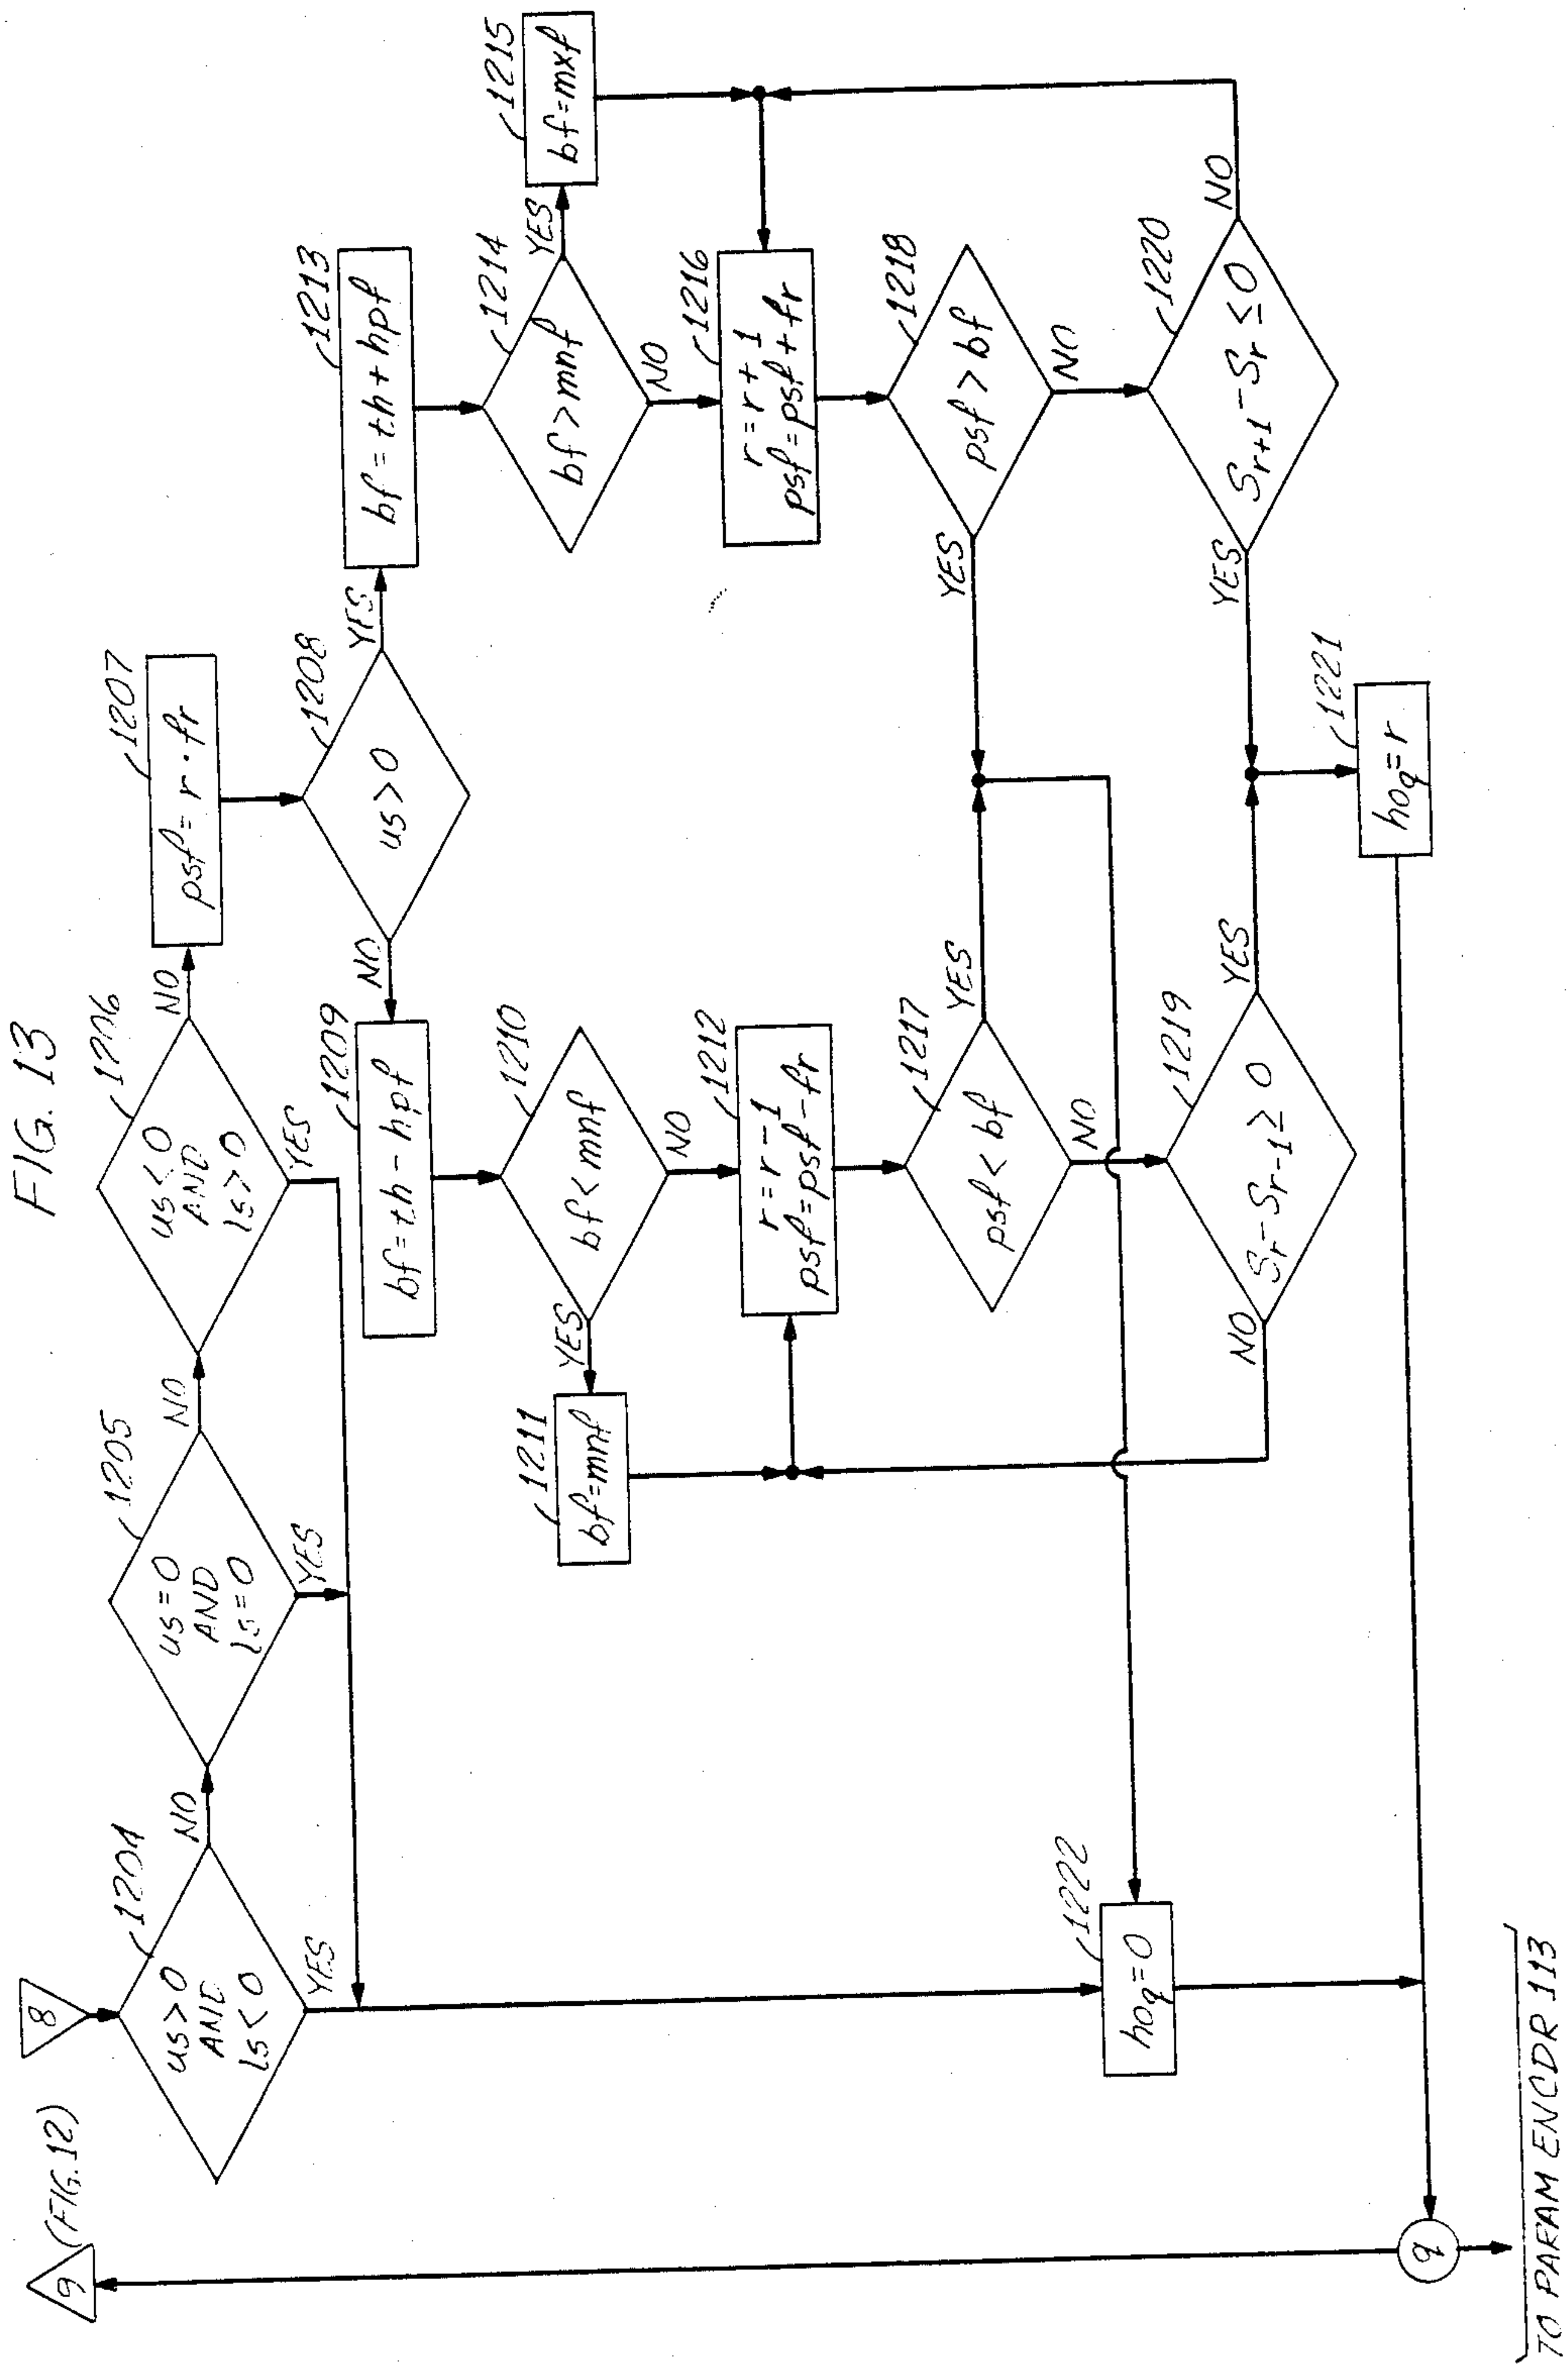 FIG. 13
8
(FIG.12)
9
1204
us>0
AND
ls<0
NO
YES
1205
us=0
AND
ls=0
NO
YES
1206
us<0
AND
ls>0
NO
YES
1207
psf=r·fr
1208
us>0
NO
YES
1209
bf=th-hpf
1213
bf=th+hpf
1210
bf<mnf
YES
NO
1211
bf=mnf
1214
bf>mnf
YES
NO
1215
bf=mxf
1212
r=r-1
psf=psf-fr
1216
r=r+1
psf=psf+fr
1217
psf<bf
YES
NO
1218
psf>bf
YES
NO
1219
Sr-Sr-1≥0
NO
YES
1220
Sr+1-Sr≤0
YES
NO
1222
hoq=0
1221
hoq=r
q
TO PARAM ENCDR 113